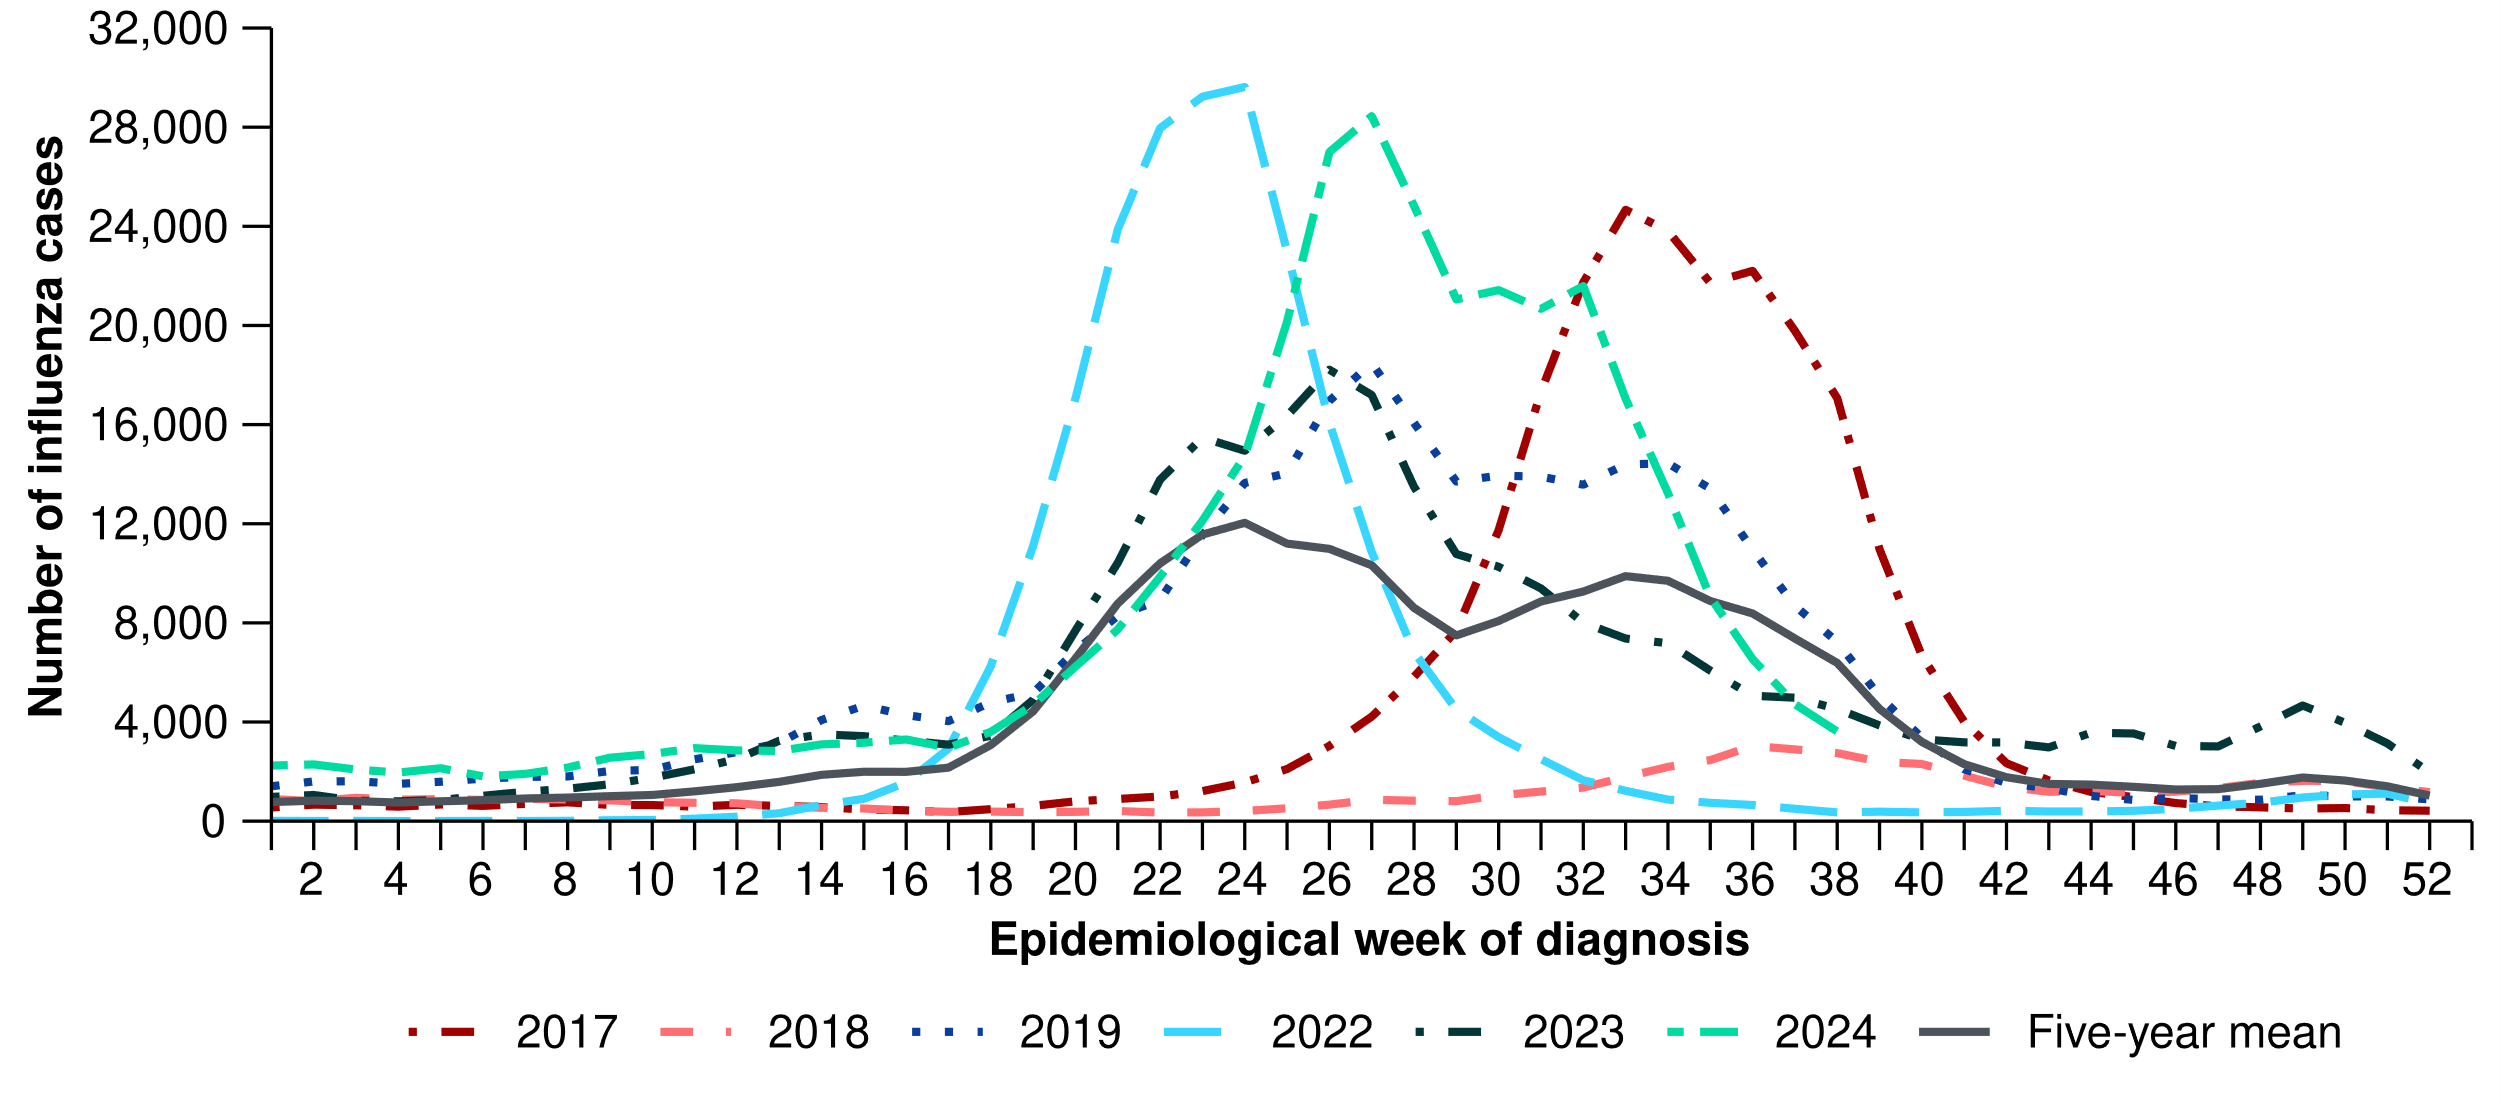 32,000
28,000
24,000
20,000
16,000
12,000
8,000
4,000
0
Number of influenza cases
2 4 6 8 10 12 14 16 18 20 22 24 26 28 30 32 34 36 38 40 42 44 46 48 50 52
Epidemiological week of diagnosis
2017 2018 2019 2022 2023 2024 Five-year mean